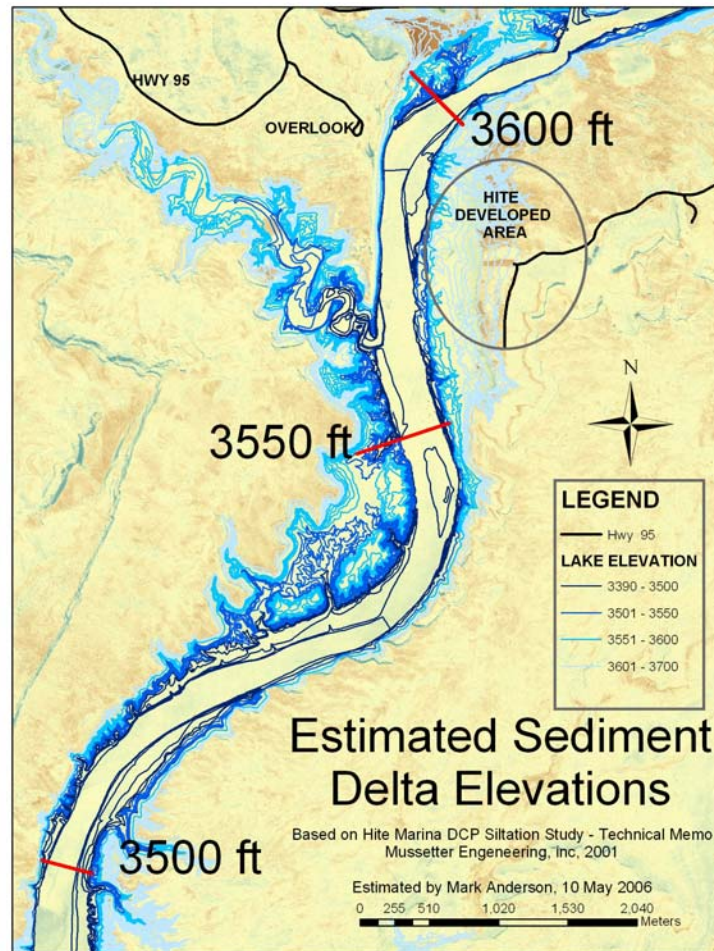 HWY 95
OVERLOOK
3600 ft
HITE
DEVELOPED
AREA
N
3550 ft
LEGEND
Hwy 95
LAKE ELEVATION
3390 - 3500
3501 - 3550
3551 - 3600
3601 - 3700
Estimated Sediment
Delta Elevations
Based on Hite Marina DCP Siltation Study - Technical Memo
Mussetter Engeneering, Inc, 2001
3500 ft
Estimated by Mark Anderson, 10 May 2006
0 255 510 1,020 1,530 2,040
Meters